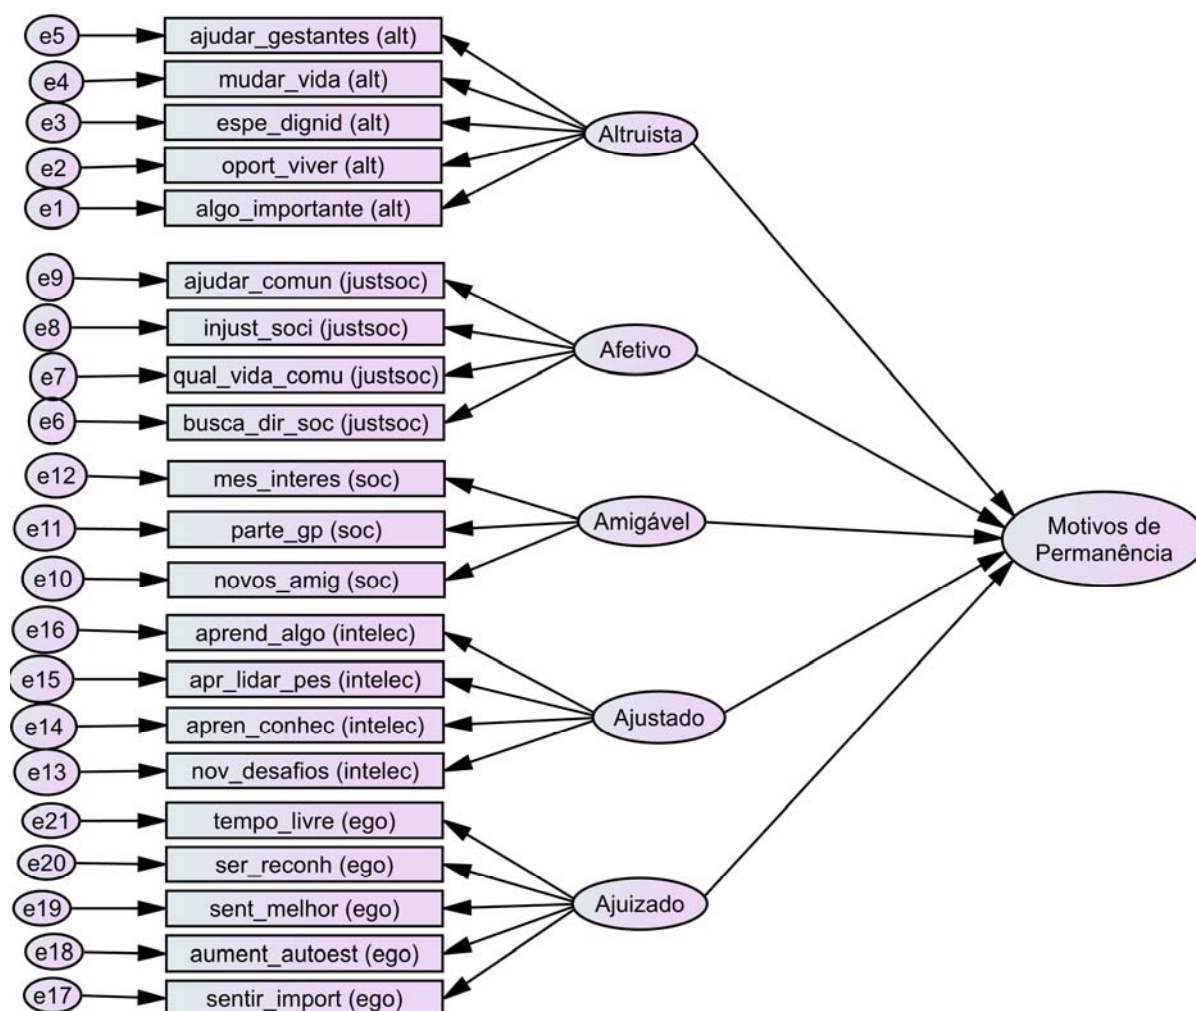 e5 ajudar_gestantes (alt)
e4 mudar_vida (alt)
e3 espe_dignid (alt)
e2 oport_viver (alt)
e1 algo_importante (alt)
Altruista
e9 ajudar_comun (justsoc)
e8 injust_soci (justsoc)
e7 qual_vida_comu (justsoc)
e6 busca_dir_soc (justsoc)
Afetivo
e12 mes_interes (soc)
e11 parte_gp (soc)
e10 novos_amig (soc)
Amigável
e16 aprend_algo (intelec)
e15 apr_lidar_pes (intelec)
e14 apren_conhec (intelec)
e13 nov_desafios (intelec)
Ajustado
e21 tempo_livre (ego)
e20 ser_reconh (ego)
e19 sent_melhor (ego)
e18 aument_autoest (ego)
e17 sentir_import (ego)
Ajuizado
Motivos de
Permanência